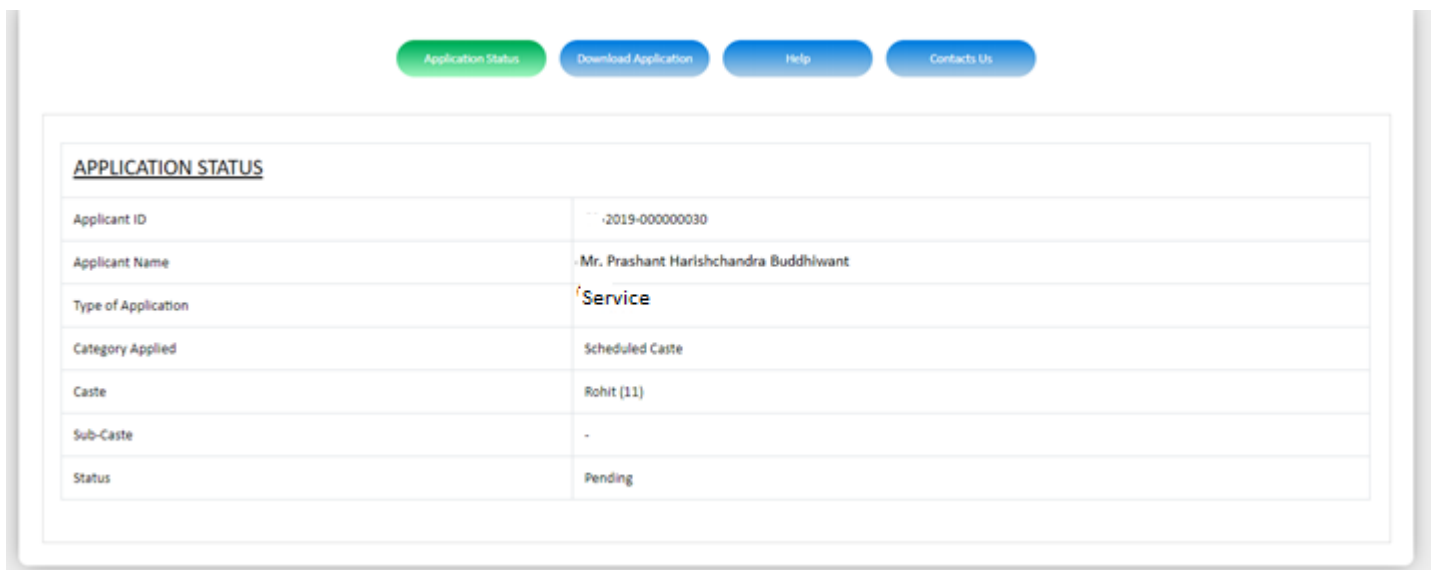 Application Status Download Application Help Contacts Us
APPLICATION STATUS
Applicant ID -2019-000000030
Applicant Name Mr. Prashant Harishchandra Buddhiwant
Type of Application Service
Category Applied Scheduled Caste
Caste Rohit (11)
Sub-Caste -
Status Pending